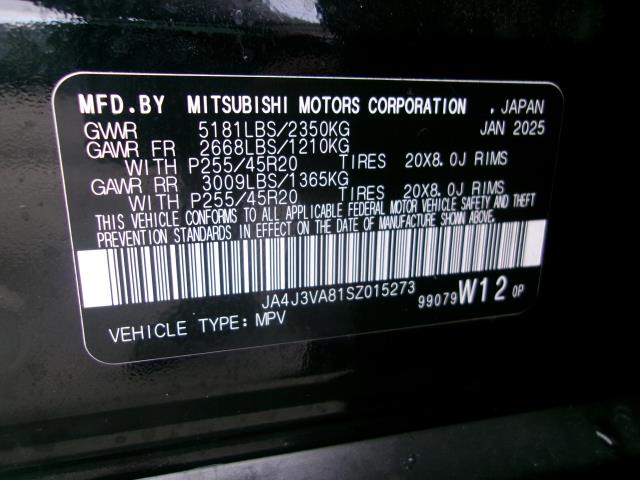 MFD.BY MITSUBISHI MOTORS CORPORATION , JAPAN
GVWR 5181LBS/2350KG JAN 2025
GAWR FR 2668LBS/1210KG
WITH P255/45R20 TIRES 20X8.0J RIMS
GAWR RR 3009LBS/1365KG
WITH P255/45R20 TIRES 20X8.0J RIMS
THIS VEHICLE CONFORMS TO ALL APPLICABLE FEDERAL MOTOR VEHICLE SAFETY AND THEFT
PREVENTION STANDARDS IN EFFECT ON THE DATE OF MANUFACTURE SHOWN ABOVE.
JA4J3VA81SZ015273
99079 W12 0P
VEHICLE TYPE: MPV